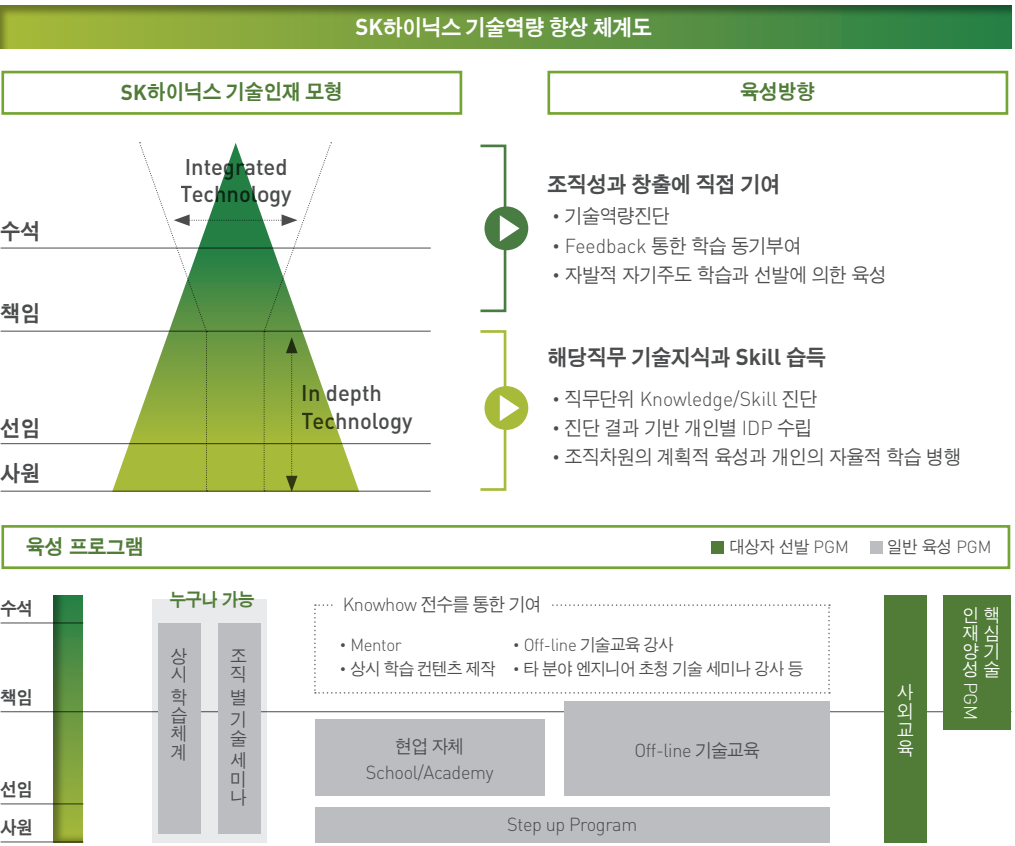 SK하이닉스 기술역량 향상 체계도
SK하이닉스 기술인재 모형
육성방향
Integrated
Technology
수석
책임
In depth
Technology
선임
사원
조직성과 창출에 직접 기여
• 기술역량진단
• Feedback 통한 학습 동기부여
• 자발적 자기주도 학습과 선발에 의한 육성
해당직무 기술지식과 Skill 습득
• 직무단위 Knowledge/Skill 진단
• 진단 결과 기반 개인별 IDP 수립
• 조직차원의 계획적 육성과 개인의 자율적 학습 병행
육성 프로그램
대상자 선발 PGM
일반 육성 PGM
수석
책임
선임
사원
누구나 가능
상시 학습체계
조직별 기술세미나
Knowhow 전수를 통한 기여
• Mentor
• Off-line 기술교육 강사
• 상시 학습 컨텐츠 제작
• 타 분야 엔지니어 초청 기술 세미나 강사 등
현업 자체
School/Academy
Off-line 기술교육
Step up Program
사외교육
핵심기술
인재양성 PGM